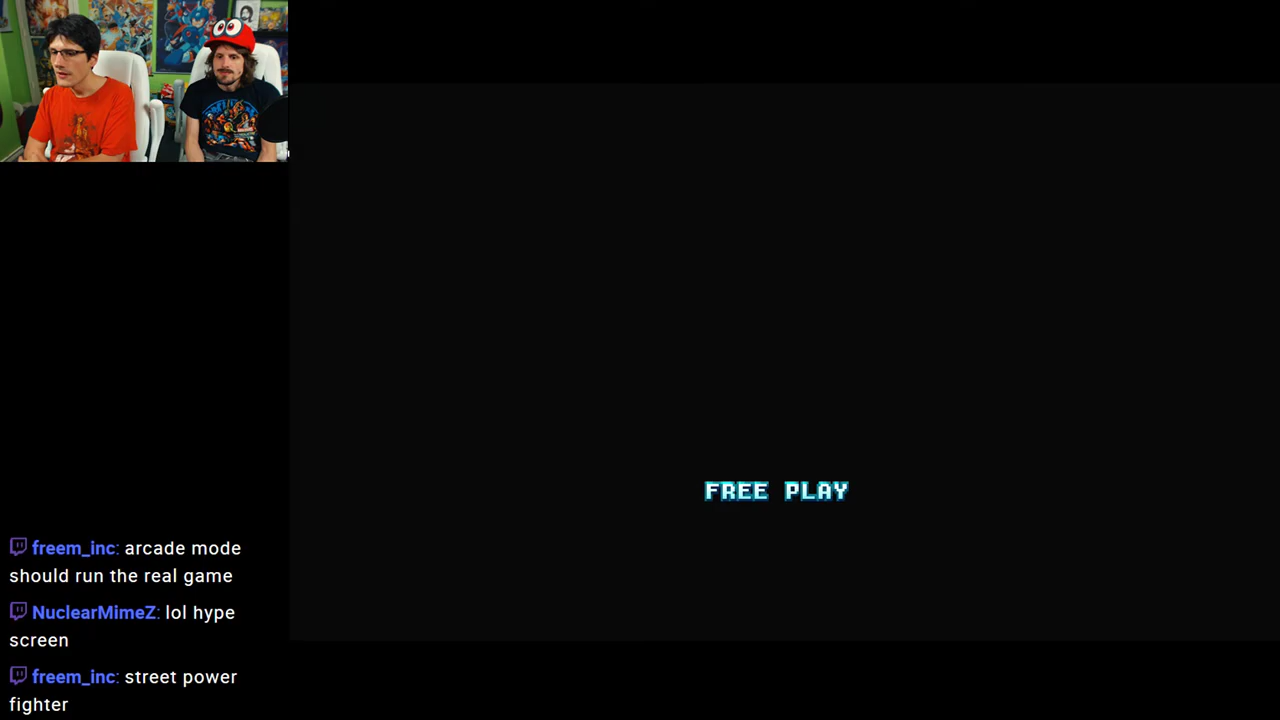 FREE PLAY
freem_inc: arcade mode
should run the real game
NuclearMimeZ: lol hype
screen
freem_inc: street power
fighter